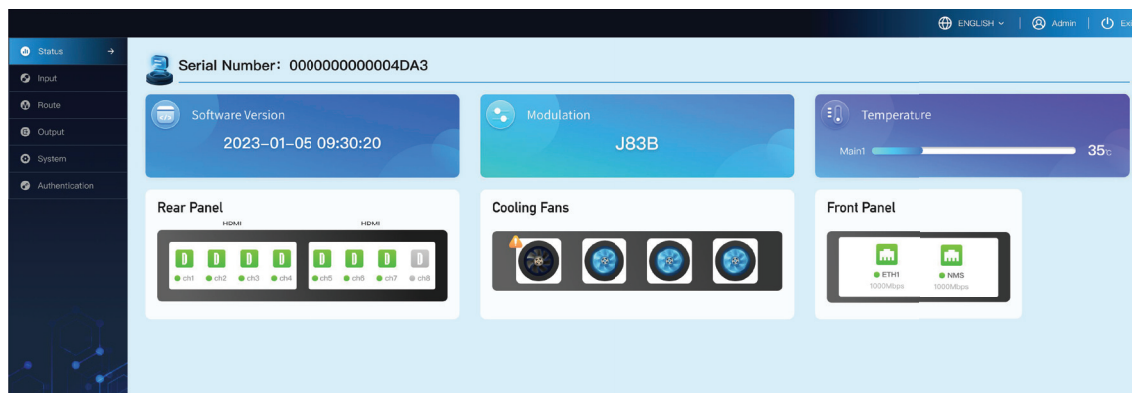 ENGLISH
Admin
Status
Input
Route
Output
System
Authentication
Serial Number: 0000000000004DA3
Software Version
2023-01-05 09:30:20
Modulation
J83B
Temperature
Main1
35°C
Rear Panel
HDMI
HDMI
D D D D D D D D
ch1 ch2 ch3 ch4 ch5 ch6 ch7 ch8
Cooling Fans
Front Panel
ETH1 NMS
1000Mbps 1000Mbps